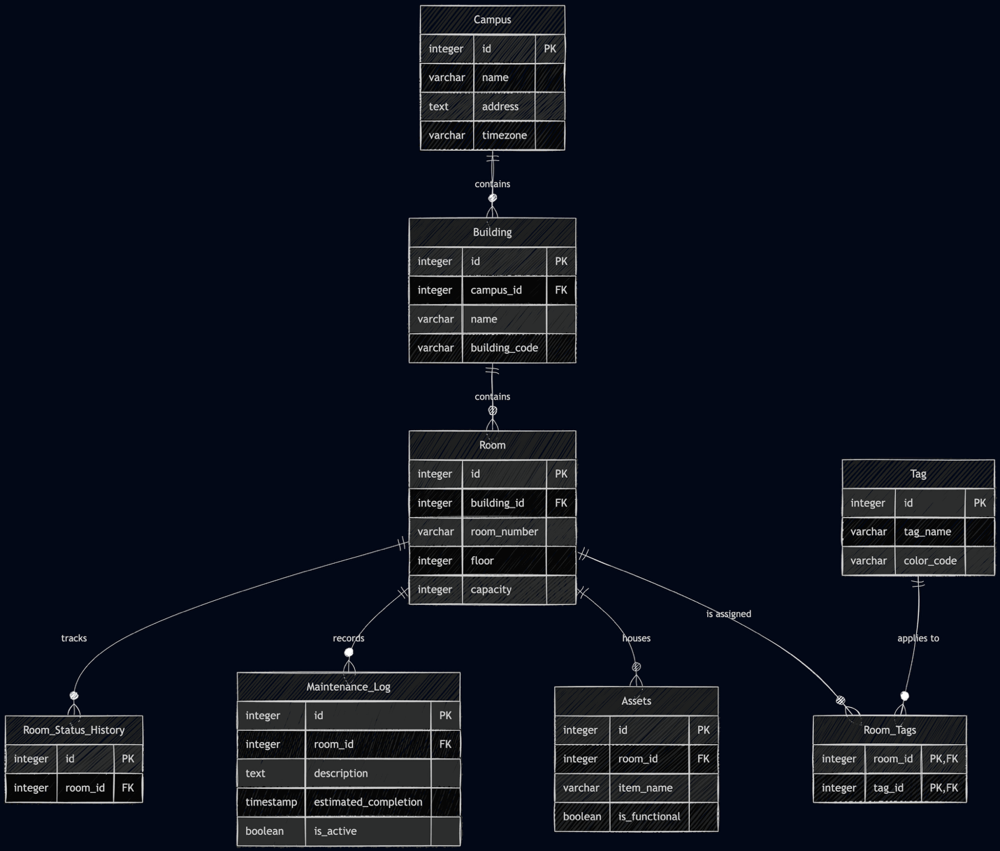 Campus
integer id PK
varchar name
text address
varchar timezone
contains
Building
integer id PK
integer campus_id FK
varchar name
varchar building_code
contains
Room
integer id PK
integer building_id FK
varchar room_number
integer floor
integer capacity
Tag
integer id PK
varchar tag_name
varchar color_code
is assigned
tracks
records
houses
applies to
Room_Status_History
integer id PK
integer room_id FK
Maintenance_Log
integer id PK
integer room_id FK
text description
timestamp estimated_completion
boolean is_active
Assets
integer id PK
integer room_id FK
varchar item_name
boolean is_functional
Room_Tags
integer room_id PK,FK
integer tag_id PK,FK